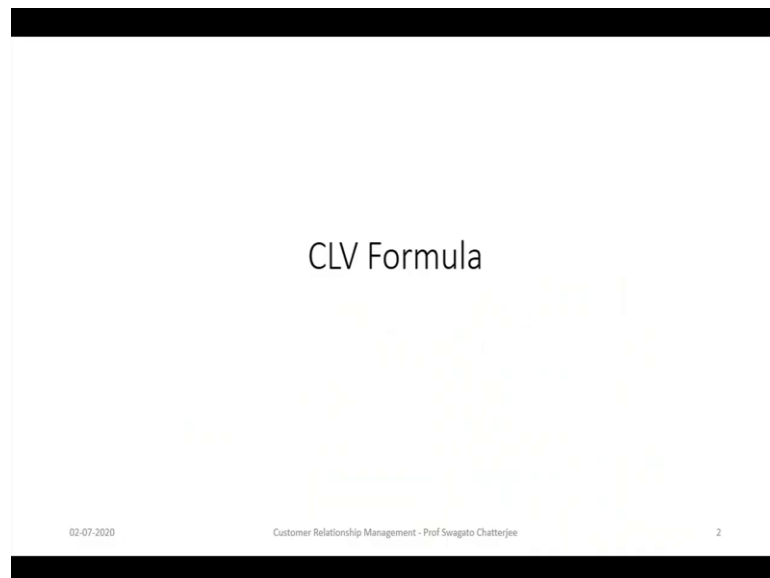 CLV Formula
02-07-2020
Customer Relationship Management - Prof Swagato Chatterjee
2